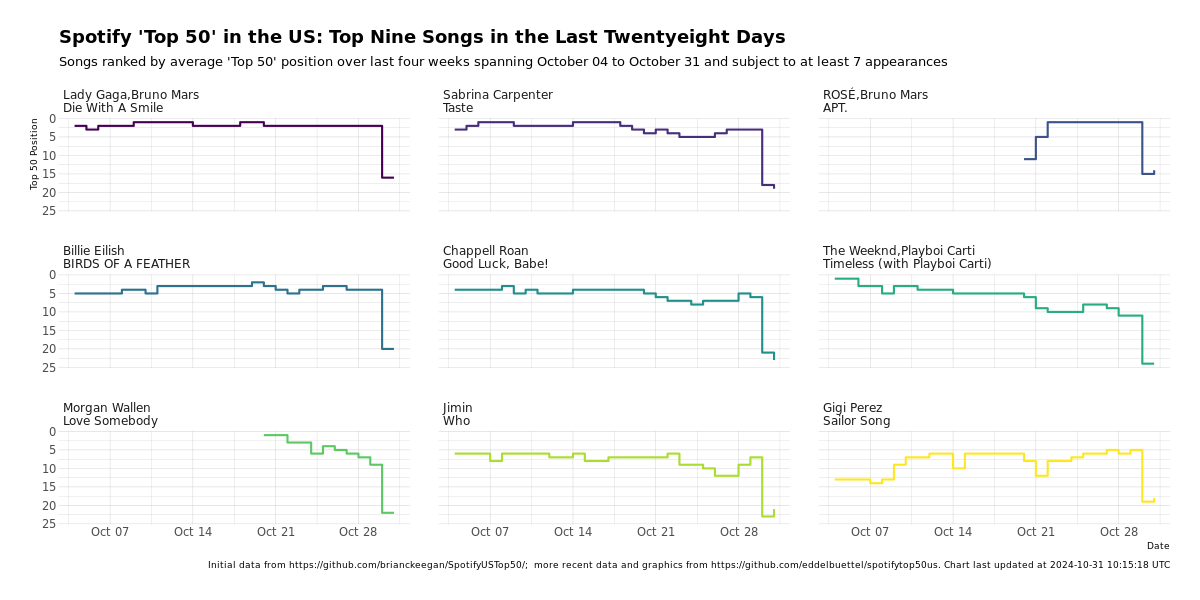 Spotify 'Top 50' in the US: Top Nine Songs in the Last Twentyeight Days
Songs ranked by average 'Top 50' position over last four weeks spanning October 04 to October 31 and subject to at least 7 appearances
Lady Gaga,Bruno Mars
Die With A Smile
Sabrina Carpenter
Taste
ROSÉ,Bruno Mars
APT.
Top 50 Position
0
5
10
15
20
25
Billie Eilish
BIRDS OF A FEATHER
Chappell Roan
Good Luck, Babe!
The Weeknd,Playboi Carti
Timeless (with Playboi Carti)
0
5
10
15
20
25
Morgan Wallen
Love Somebody
Jimin
Who
Gigi Perez
Sailor Song
0
5
10
15
20
25
Oct 07 Oct 14 Oct 21 Oct 28
Oct 07 Oct 14 Oct 21 Oct 28
Oct 07 Oct 14 Oct 21 Oct 28
Date
Initial data from https://github.com/brianckeegan/SpotifyUSTop50/;  more recent data and graphics from https://github.com/eddelbuettel/spotifytop50us. Chart last updated at 2024-10-31 10:15:18 UTC